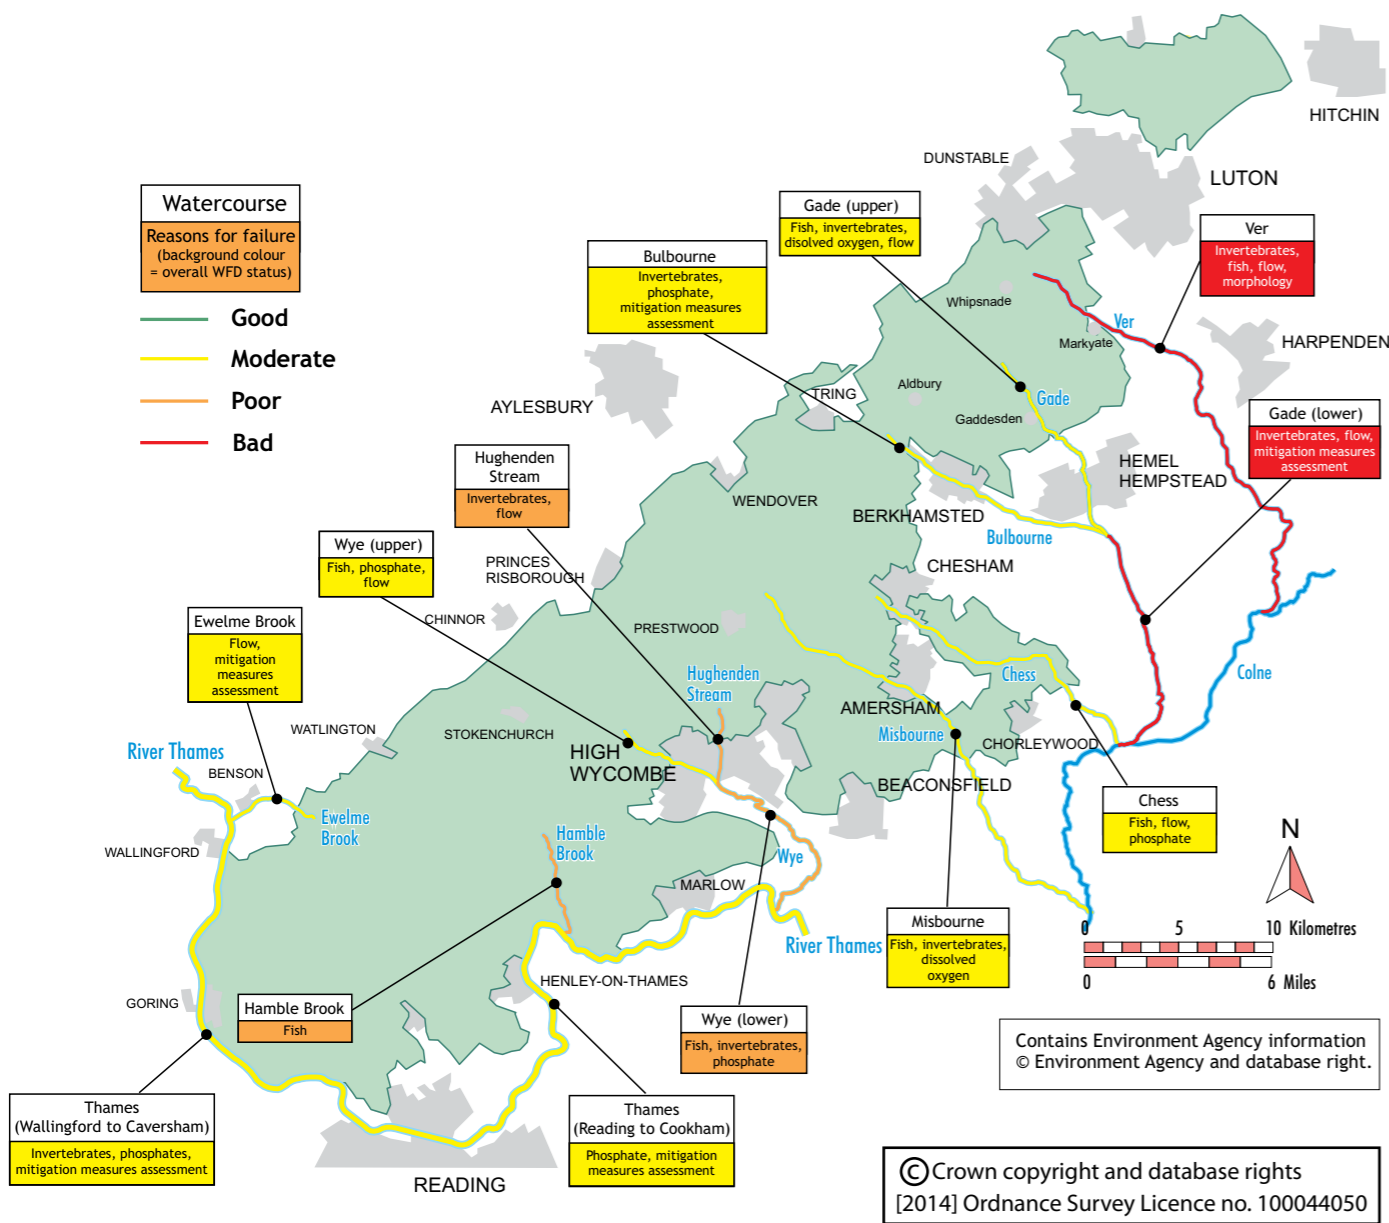 HITCHIN
DUNSTABLE
LUTON
Watercourse
Reasons for failure
(background colour
= overall WFD status)
Good
Moderate
Poor
Bad
Gade (upper)
Fish, invertebrates,
disolved oxygen, flow
Ver
Invertebrates,
fish, flow,
morphology
Bulbourne
Invertebrates,
phosphate,
mitigation measures
assessment
Whipsnade
Ver
Markyate
HARPENDEN
AYLESBURY
TRING
Aldbury
Gade
Gaddesden
Gade (lower)
Invertebrates, flow,
mitigation measures
assessment
Hughenden
Stream
Invertebrates,
flow
WENDOVER
HEMEL
HEMPSTEAD
BERKHAMSTED
Bulbourne
Wye (upper)
Fish, phosphate,
flow
PRINCES
RISBOROUGH
CHESHAM
Ewelme Brook
Flow,
mitigation
measures
assessment
CHINNOR
PRESTWOOD
Hughenden
Stream
Chess
Colne
AMERSHAM
Misbourne
CHORLEYWOOD
WATLINGTON
STOKENCHURCH
HIGH
WYCOMBE
River Thames
BENSON
BEACONSFIELD
Chess
Fish, flow,
phosphate
Ewelme
Brook
WALLINGFORD
Hamble
Brook
Wye
MARLOW
N
0 5 10 Kilometres
0 6 Miles
Misbourne
Fish, invertebrates,
dissolved
oxygen
River Thames
HENLEY-ON-THAMES
GORING
Hamble Brook
Fish
Wye (lower)
Fish, invertebrates,
phosphate
Contains Environment Agency information
© Environment Agency and database right.
Thames
(Wallingford to Caversham)
Invertebrates, phosphates,
mitigation measures assessment
Thames
(Reading to Cookham)
Phosphate, mitigation
measures assessment
READING
© Crown copyright and database rights
[2014] Ordnance Survey Licence no. 100044050